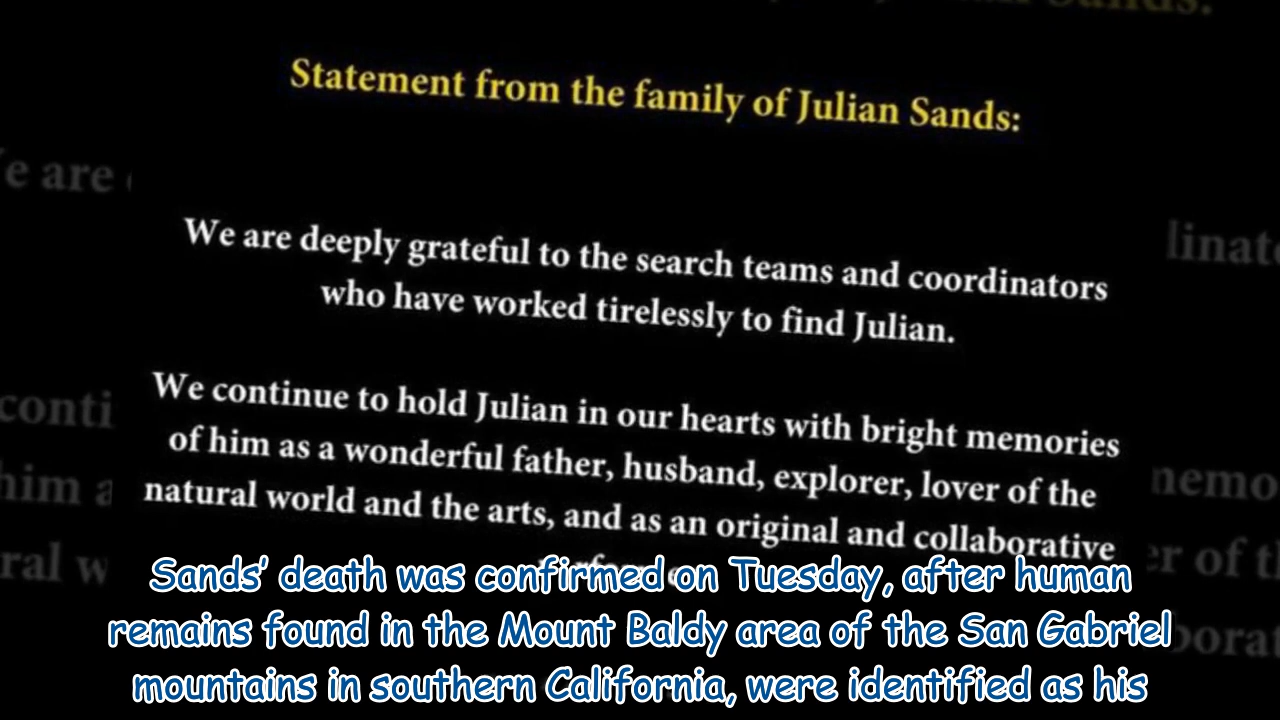 Sands.
Statement from the family of Julian Sands:
We are deeply grateful to the search teams and coordinators
who have worked tirelessly to find Julian.
We continue to hold Julian in our hearts with bright memories
of him as a wonderful father, husband, explorer, lover of the
natural world and the arts, and as an original and collaborative
Sands’ death was confirmed on Tuesday, after human
remains found in the Mount Baldy area of the San Gabriel
mountains in southern California, were identified as his